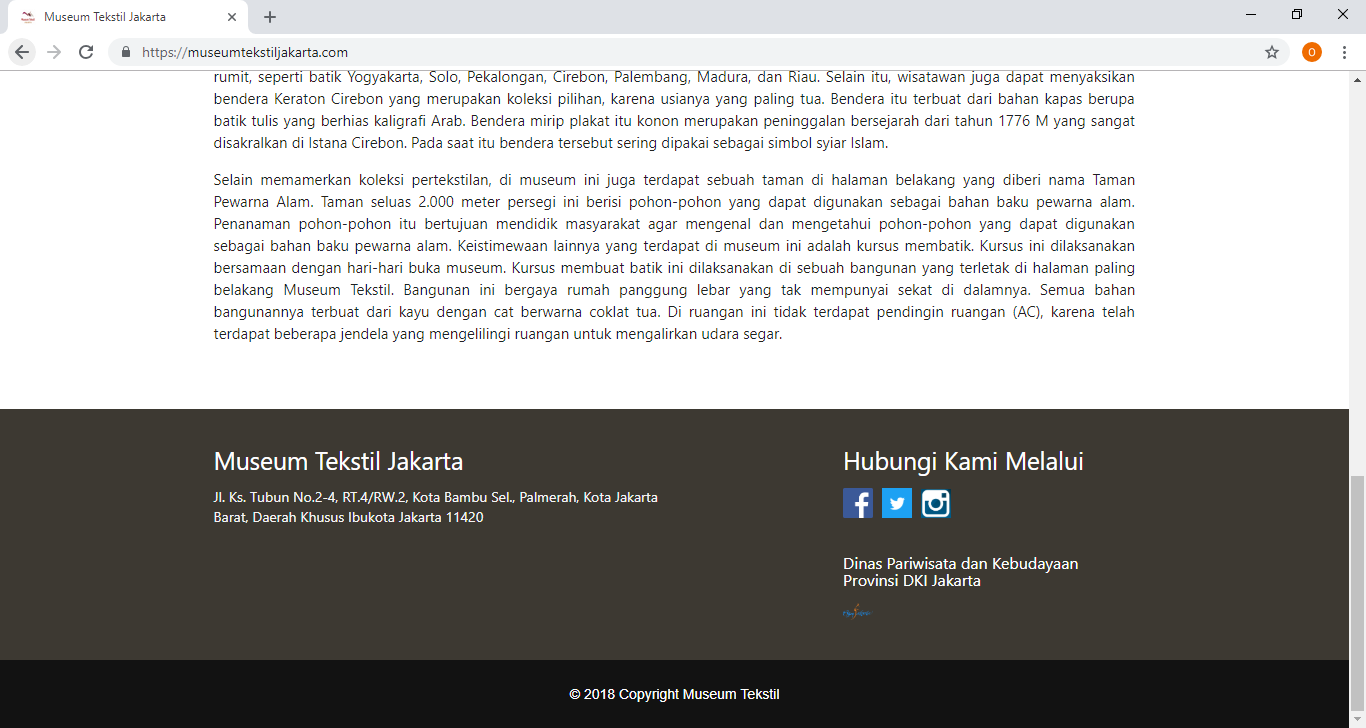 Museum Tekstil Jakarta
O
https://museumtekstiljakarta.com
rumit, seperti batik Yogyakarta, Solo, Pekalongan, Cirebon, Palembang, Madura, dan Riau. Selain itu, wisatawan juga dapat menyaksikan
bendera Keraton Cirebon yang merupakan koleksi pilihan, karena usianya yang paling tua. Bendera itu terbuat dari bahan kapas berupa
batik tulis yang berhias kaligrafi Arab. Bendera mirip plakat itu konon merupakan peninggalan bersejarah dari tahun 1776 M yang sangat
disakralkan di Istana Cirebon. Pada saat itu bendera tersebut sering dipakai sebagai simbol syiar Islam.
Selain memamerkan koleksi pertekstilan, di museum ini juga terdapat sebuah taman di halaman belakang yang diberi nama Taman
Pewarna Alam. Taman seluas 2.000 meter persegi ini berisi pohon-pohon yang dapat digunakan sebagai bahan baku pewarna alam.
Penanaman pohon-pohon itu bertujuan mendidik masyarakat agar mengenal dan mengetahui pohon-pohon yang dapat digunakan
sebagai bahan baku pewarna alam. Keistimewaan lainnya yang terdapat di museum ini adalah kursus membatik. Kursus ini dilaksanakan
bersamaan dengan hari-hari buka museum. Kursus membuat batik ini dilaksanakan di sebuah bangunan yang terletak di halaman paling
belakang Museum Tekstil. Bangunan ini bergaya rumah panggung lebar yang tak mempunyai sekat di dalamnya. Semua bahan
bangunannya terbuat dari kayu dengan cat berwarna coklat tua. Di ruangan ini tidak terdapat pendingin ruangan (AC), karena telah
terdapat beberapa jendela yang mengelilingi ruangan untuk mengalirkan udara segar.
Museum Tekstil Jakarta
Jl. Ks. Tubun No.2-4, RT.4/RW.2, Kota Bambu Sel., Palmerah, Kota Jakarta
Barat, Daerah Khusus Ibukota Jakarta 11420
Hubungi Kami Melalui
Dinas Pariwisata dan Kebudayaan
Provinsi DKI Jakarta
© 2018 Copyright Museum Tekstil